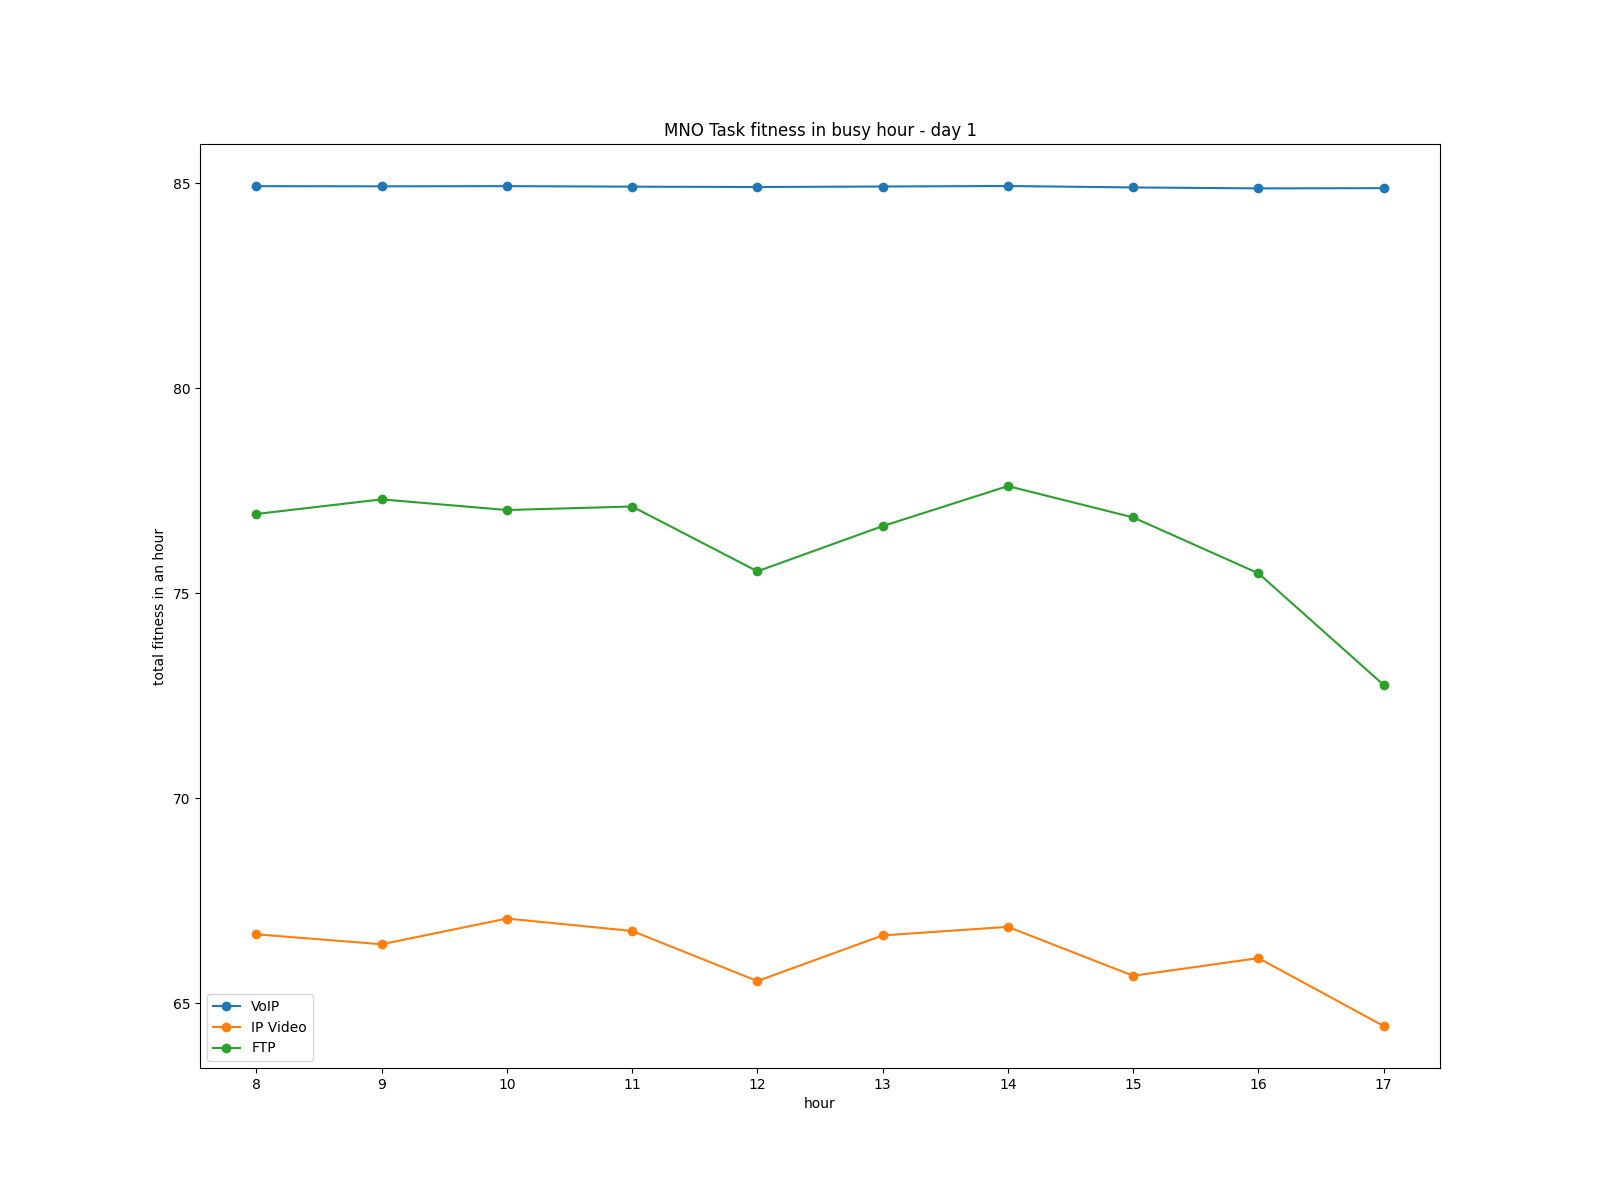 MNO Task fitness in busy hour - day 1
85
80
75
70
65
total fitness in an hour
VoIP
IP Video
FTP
8 9 10 11 12 13 14 15 16 17
hour